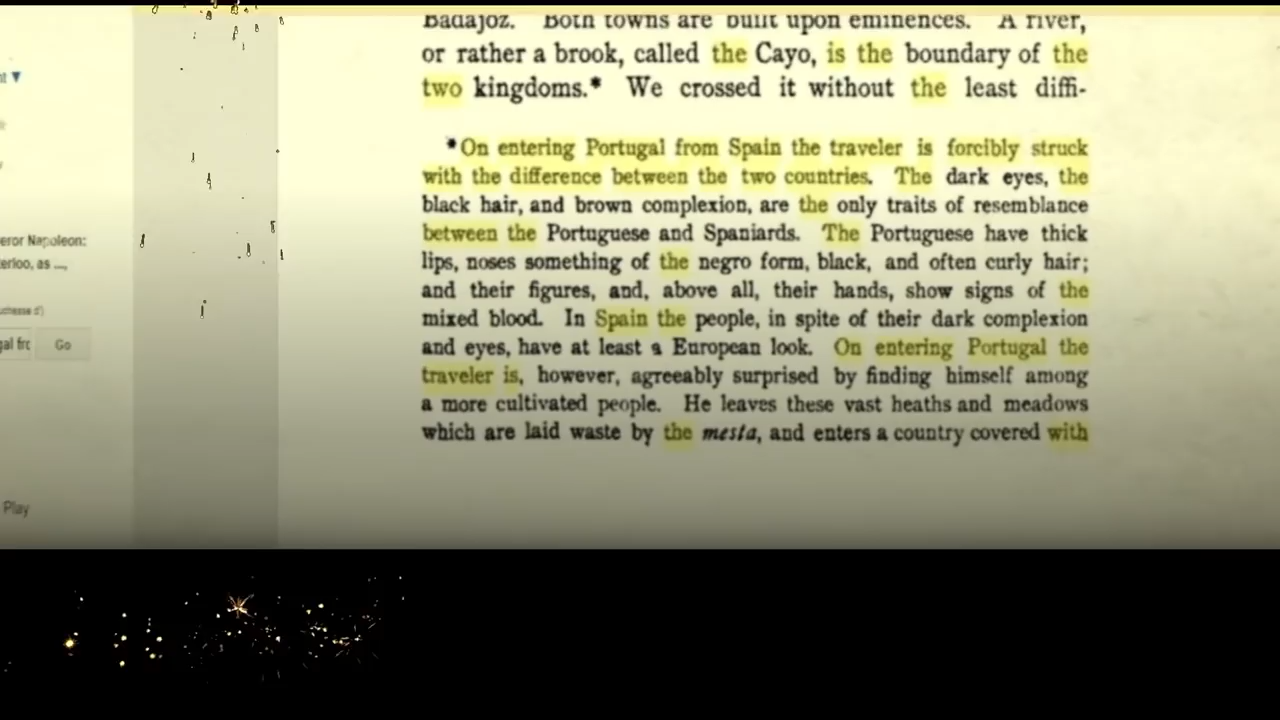 Badajoz. Both towns are built upon eminences. A river,
or rather a brook, called the Cayo, is the boundary of the
two kingdoms.* We crossed it without the least diffi-
*On entering Portugal from Spain the traveler is forcibly struck
with the difference between the two countries. The dark eyes, the
black hair, and brown complexion, are the only traits of resemblance
between the Portuguese and Spaniards. The Portuguese have thick
lips, noses something of the negro form, black, and often curly hair;
and their figures, and, above all, their hands, show signs of the
mixed blood. In Spain the people, in spite of their dark complexion
and eyes, have at least a European look. On entering Portugal the
traveler is, however, agreeably surprised by finding himself among
a more cultivated people. He leaves these vast heaths and meadows
which are laid waste by the mesta, and enters a country covered with
eror Napoleon:
erloo, as ...,
Go
Play